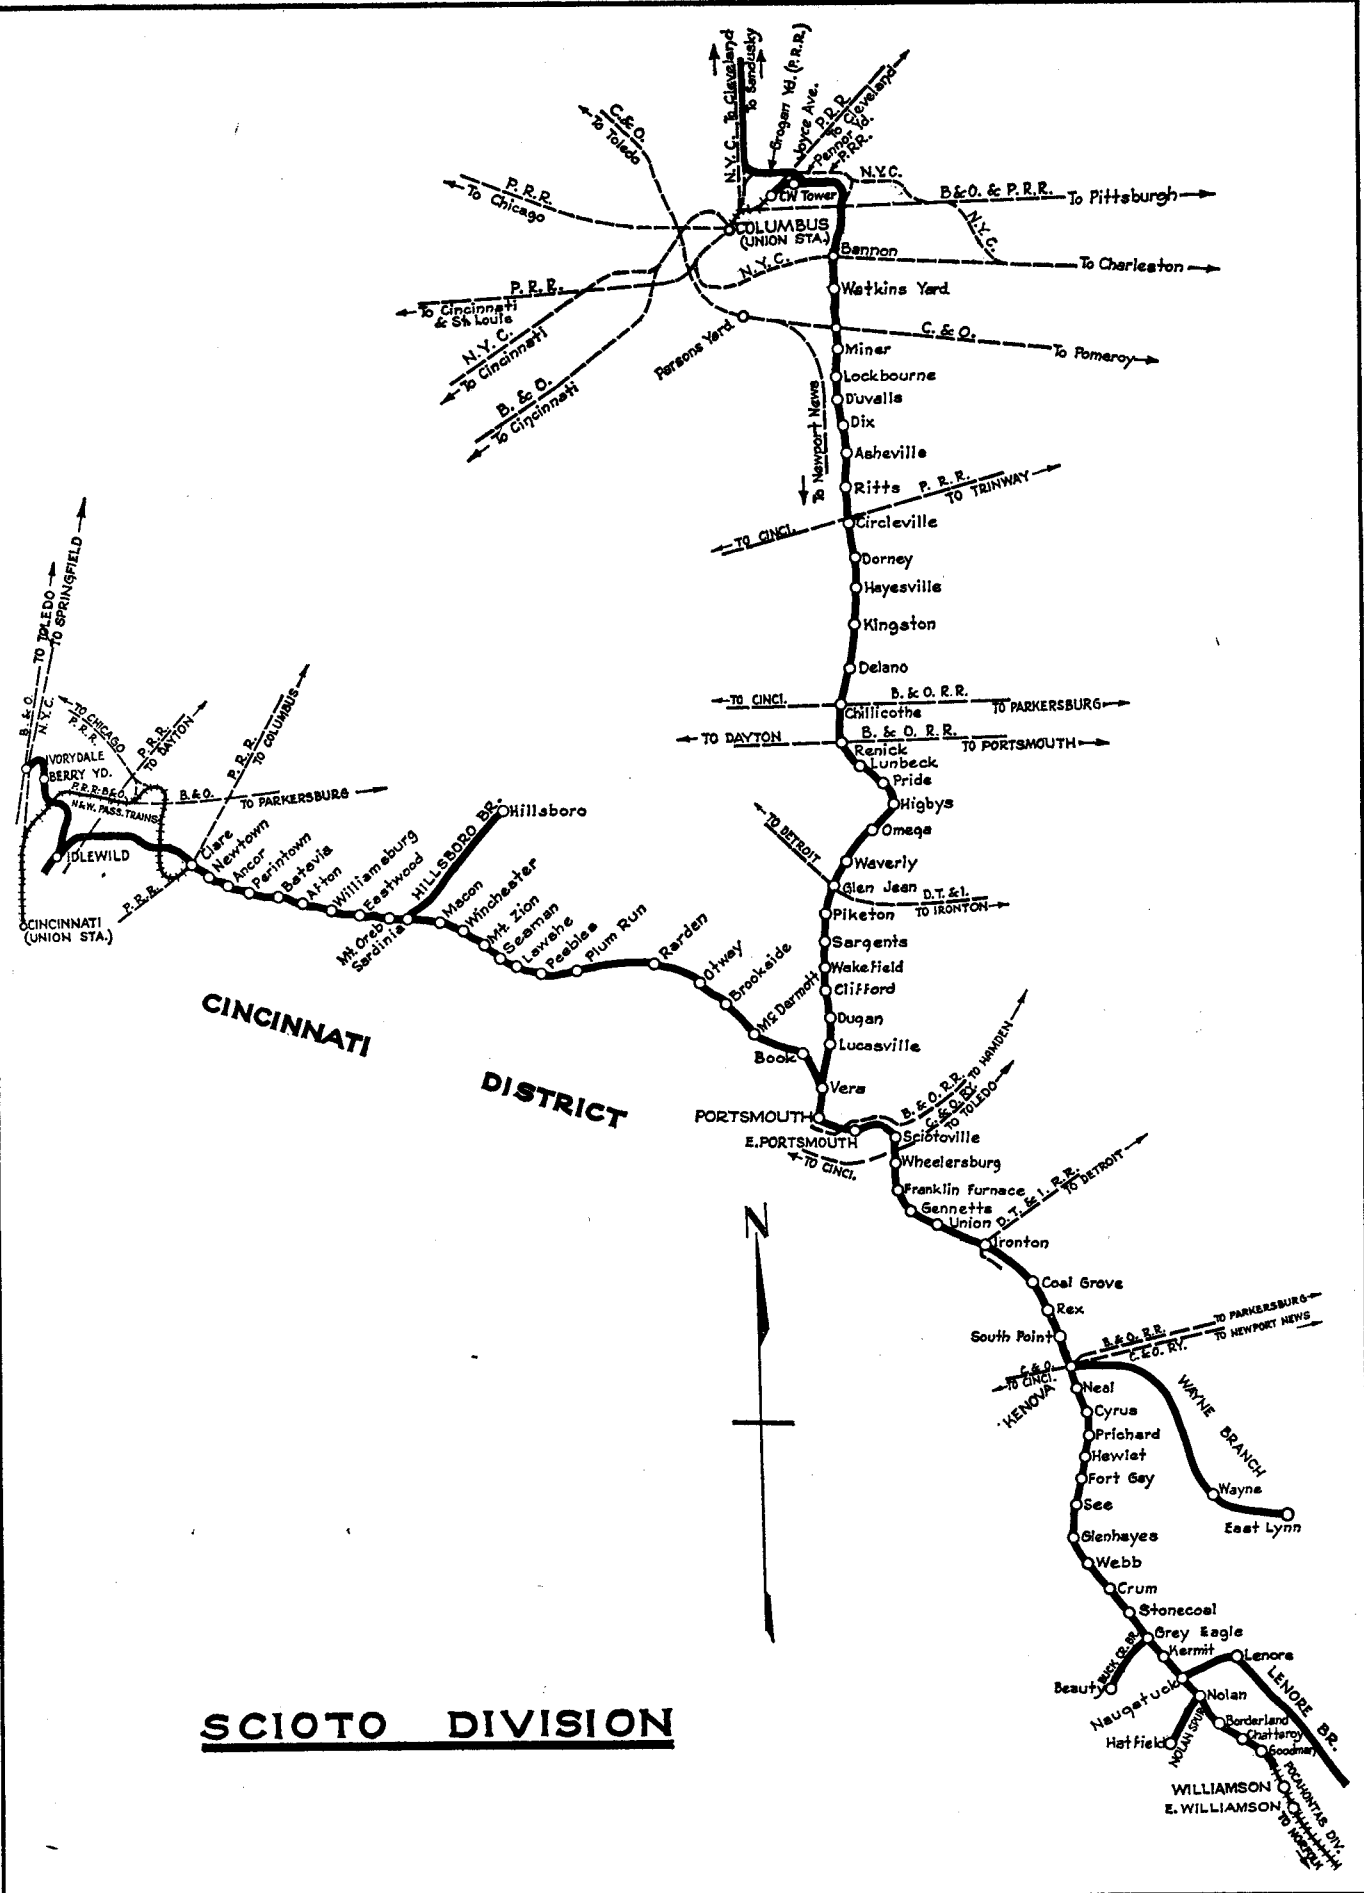 N.Y.C. To Cleveland
To Sandusky
Grogan Yd. (P.R.R.)
Joyce Ave.
P.R.R.
To Cleveland
Pennor Yd.
P.R.R.
C.&O.
To Toledo
P.R.R.
To Chicago
N.Y.C.
CW Tower
B&O. & P.R.R.
To Pittsburgh
COLUMBUS
(UNION STA.)
N.Y.C.
N.Y.C.
Bannon
To Charleston
P.R.R.
To Cincinnati
& St. Louis
Watkins Yard
N.Y.C.
To Cincinnati
Persons Yard
C.&O.
To Pomeroy
Miner
B.&O.
To Cincinnati
To Newport News
Lockbourne
Duvalls
Dix
Asheville
Ritts
P.R.R.
TO TRINWAY
TO CINCI.
Circleville
Dorney
Hayesville
Kingston
Delano
TO CINCI.
B.&O. R.R.
TO PARKERSBURG
Chillicothe
TO DAYTON
B.&O. R.R.
TO PORTSMOUTH
Renick
Lunbeck
Pride
Higbys
Omega
TO DETROIT
Waverly
Glen Jean
D.T.&I.
TO IRONTON
Piketon
Sargents
Wakefield
Clifford
Dugan
Lucasville
Vera
B.&O.
TO TOLEDO
N.Y.C.
TO SPRINGFIELD
TO CHICAGO
P.R.R.
P.R.R.
TO DAYTON
P.R.R.
TO COLUMBUS
IVORYDALE
BERRY YD.
P.R.R-B&O.
N&W. PASS. TRAINS
B.&O.
TO PARKERSBURG
IDLEWILD
P.R.R.
CINCINNATI
(UNION STA.)
Clare
Newtown
Ancor
Perintown
Batavia
Afton
Williamsburg
Eastwood
Mt. Oreb
Sardinia
HILLSBORO BR.
Hillsboro
Macon
Winchester
Mt. Zion
Seaman
Lawshe
Peebles
Plum Run
Rarden
Otway
Brookside
McDermott
Book
CINCINNATI
DISTRICT
PORTSMOUTH
E. PORTSMOUTH
TO CINCI.
B.&O. R.R.
TO HAMDEN
C.&O. RY.
TO TOLEDO
Sciotoville
Wheelersburg
Franklin Furnace
Gennetts
Union
D.T.&I. R.R.
TO DETROIT
Ironton
N
Coal Grove
Rex
South Point
B.&O. R.R.
TO PARKERSBURG
C.&O. RY.
TO NEWPORT NEWS
C.&O.
TO CINCI.
KENOVA
Neal
Cyrus
Prichard
Hewlet
Fort Gay
See
WAYNE BRANCH
Wayne
East Lynn
Glenhayes
Webb
Crum
Stonecoal
Grey Eagle
Kermit
BUCK CR. BR.
Beauty
Naugatuck
Lenore
LENORE BR.
Nolan
NOLAN SPUR
Hatfield
Borderland
Chattaroy
Goodman
WILLIAMSON
E. WILLIAMSON
POCAHONTAS DIV.
TO NORFOLK
SCIOTO DIVISION